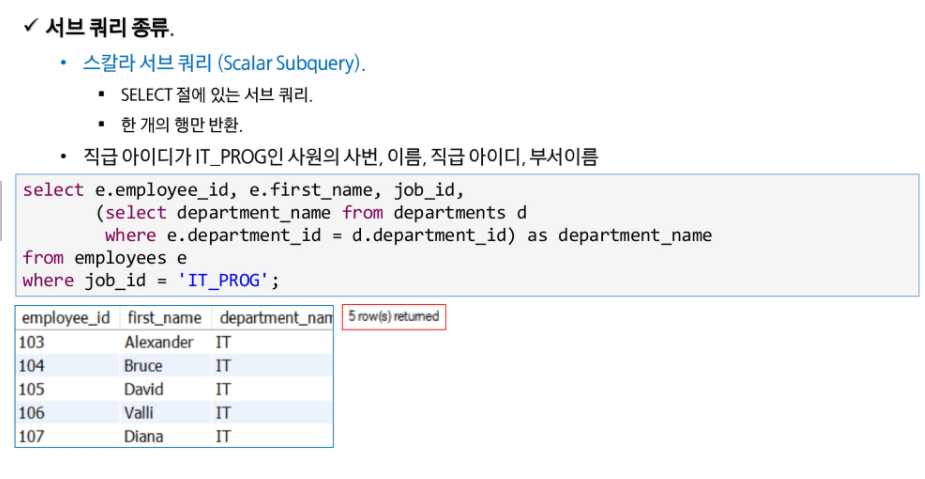 ✓ 서브 쿼리 종류.
• 스칼라 서브 쿼리 (Scalar Subquery).
▪ SELECT 절에 있는 서브 쿼리.
▪ 한 개의 행만 반환.
• 직급 아이디가 IT_PROG인 사원의 사번, 이름, 직급 아이디, 부서이름
select e.employee_id, e.first_name, job_id,
(select department_name from departments d
where e.department_id = d.department_id) as department_name
from employees e
where job_id = 'IT_PROG';
employee_id first_name department_nam 5 row(s) returned
103 Alexander IT
104 Bruce IT
105 David IT
106 Valli IT
107 Diana IT